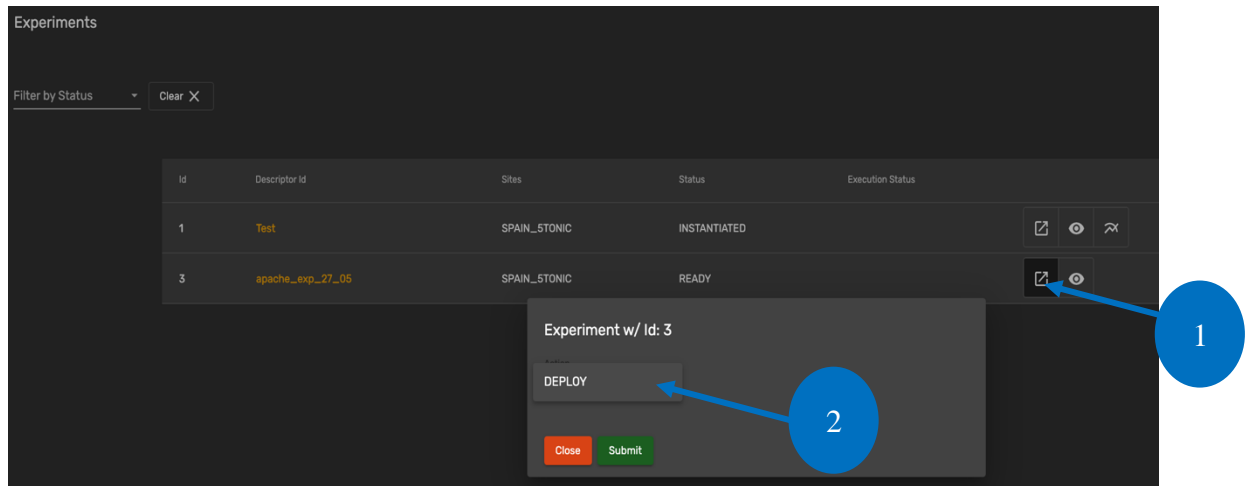 Experiments
Filter by Status Clear X
Id Descriptor Id Sites Status Execution Status
1 Test SPAIN_5TONIC INSTANTIATED
3 apache_exp_27_05 SPAIN_5TONIC READY
1
Experiment w/ Id: 3
DEPLOY
2
Close Submit